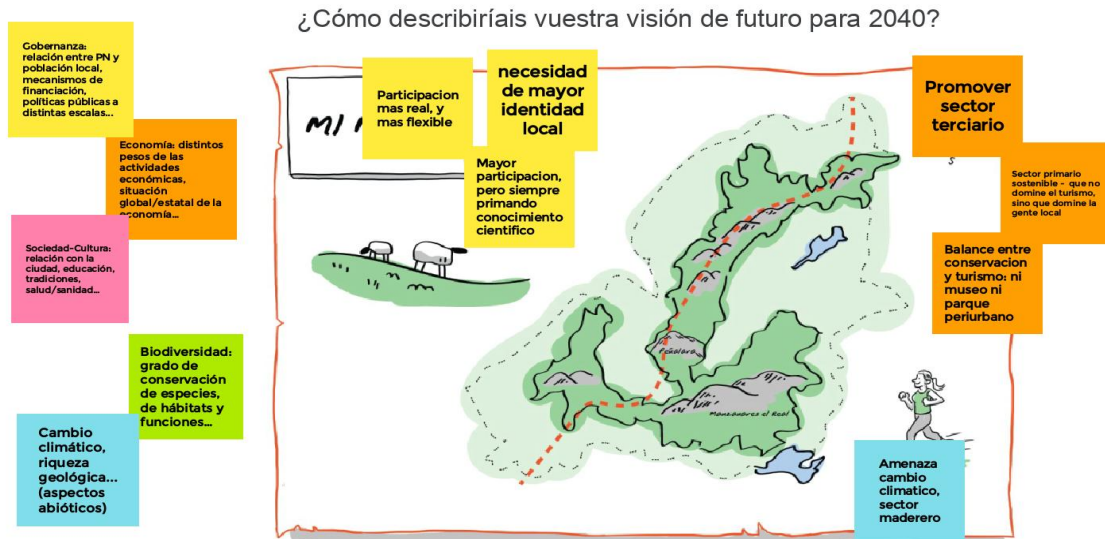 ¿Cómo describiríais vuestra visión de futuro para 2040?
Gobernanza:
relación entre PN y
población local,
mecanismos de
financiación,
políticas públicas a
distintas escalas...
Economía: distintos
pesos de las
actividades
económicas,
situación
global/estatal de la
economía...
Sociedad-Cultura:
relación con la
ciudad, educación,
tradiciones,
salud/sanidad...
Biodiversidad:
grado de
conservación
de especies,
de hábitats y
funciones...
Cambio
climático,
riqueza
geológica...
(aspectos
abióticos)
MI
Participacion
mas real, y
mas flexible
necesidad
de mayor
identidad
local
Mayor
participacion,
pero siempre
primando
conocimiento
cientifico
Promover
sector
terciario
Sector primario
sostenible - que no
domine el turismo,
sino que domine la
gente local
Balance entre
conservacion
y turismo: ni
museo ni
parque
periurbano
Peñalara
Manzanares el Real
Amenaza
cambio
climatico,
sector
maderero